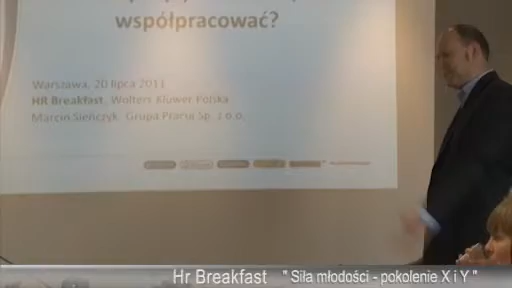 współpracować?
Warszawa, 20 lipca 2011
HR Breakfast, Wolters Kluwer Polska
Marcin Sieńczyk, Grupa Pracuj Sp. z o.o.
Hr Breakfast " Siła młodości - pokolenie X i Y "